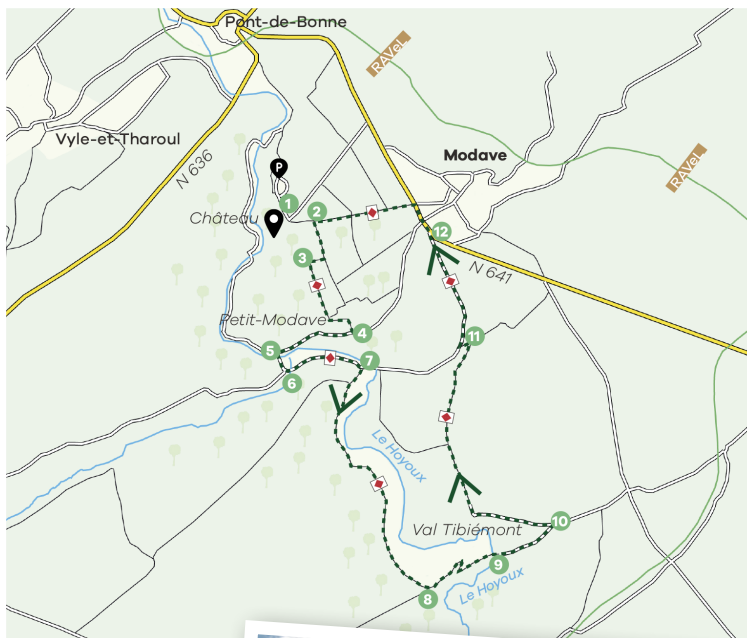 Pont-de-Bonne
RAVel
Vyle-et-Tharoul
N 636
Modave
RAVel
P
1
2
Château
12
3
N 641
Petit-Modave
4
11
5
7
6
Le Hoyoux
10
Val Tibiémont
9
Le Hoyoux
8